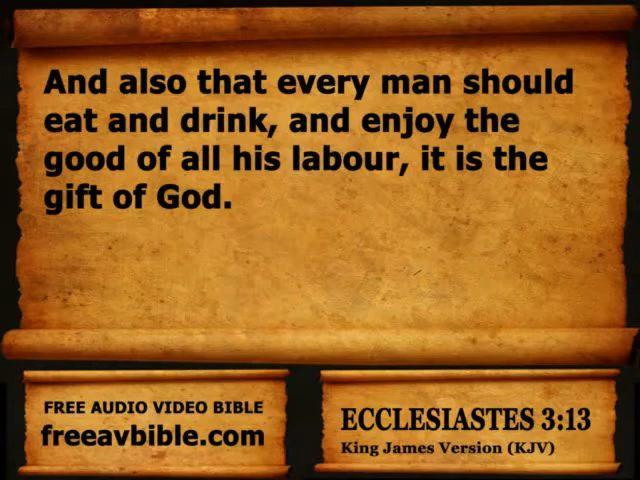 And also that every man should
eat and drink, and enjoy the
good of all his labour, it is the
gift of God.
FREE AUDIO VIDEO BIBLE
freeavbible.com
ECCLESIASTES 3:13
King James Version (KJV)